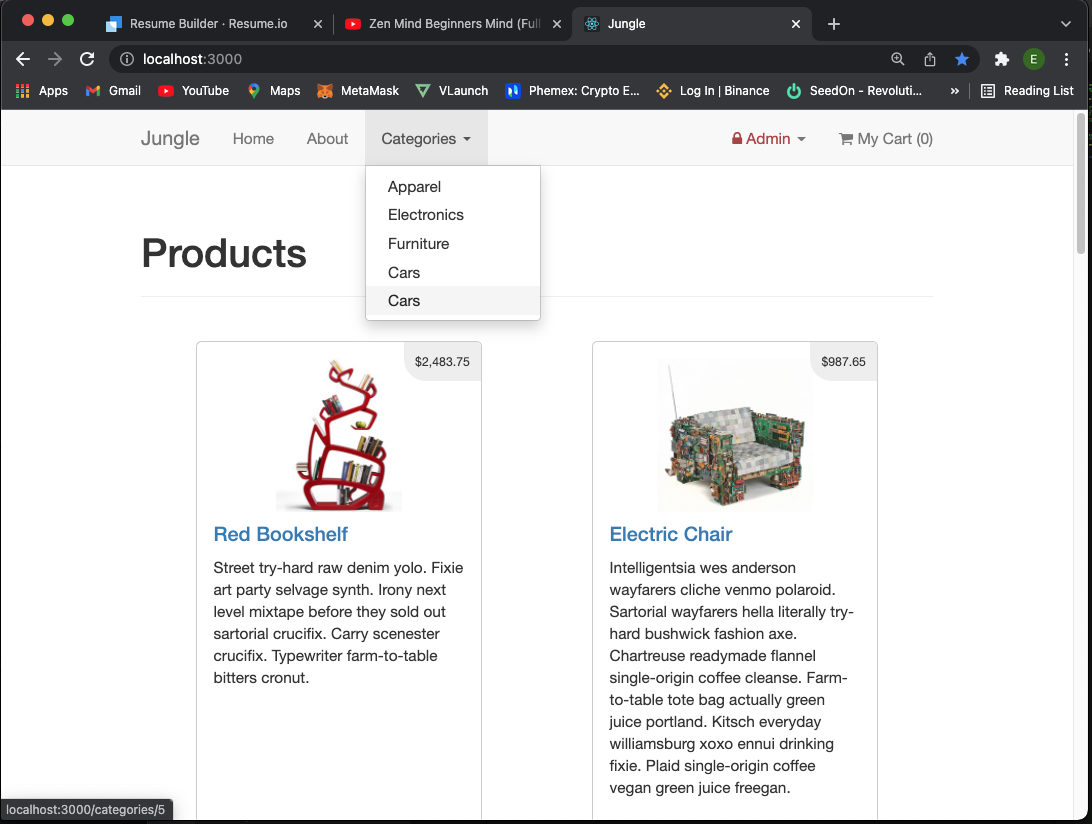 Resume Builder · Resume.io
Zen Mind Beginners Mind (Full
Jungle
localhost:3000
E
Apps
Gmail
YouTube
Maps
MetaMask
VLaunch
Phemex: Crypto E...
Log In | Binance
SeedOn - Revoluti...
»
Reading List
Jungle
Home
About
Categories
Admin
My Cart (0)
Apparel
Electronics
Furniture
Cars
Cars
Products
$2,483.75
Red Bookshelf
Street try-hard raw denim yolo. Fixie
art party selvage synth. Irony next
level mixtape before they sold out
sartorial crucifix. Carry scenester
crucifix. Typewriter farm-to-table
bitters cronut.
$987.65
Electric Chair
Intelligentsia wes anderson
wayfarers cliche venmo polaroid.
Sartorial wayfarers hella literally try-
hard bushwick fashion axe.
Chartreuse readymade flannel
single-origin coffee cleanse. Farm-
to-table tote bag actually green
juice portland. Kitsch everyday
williamsburg xoxo ennui drinking
fixie. Plaid single-origin coffee
vegan green juice freegan.
localhost:3000/categories/5